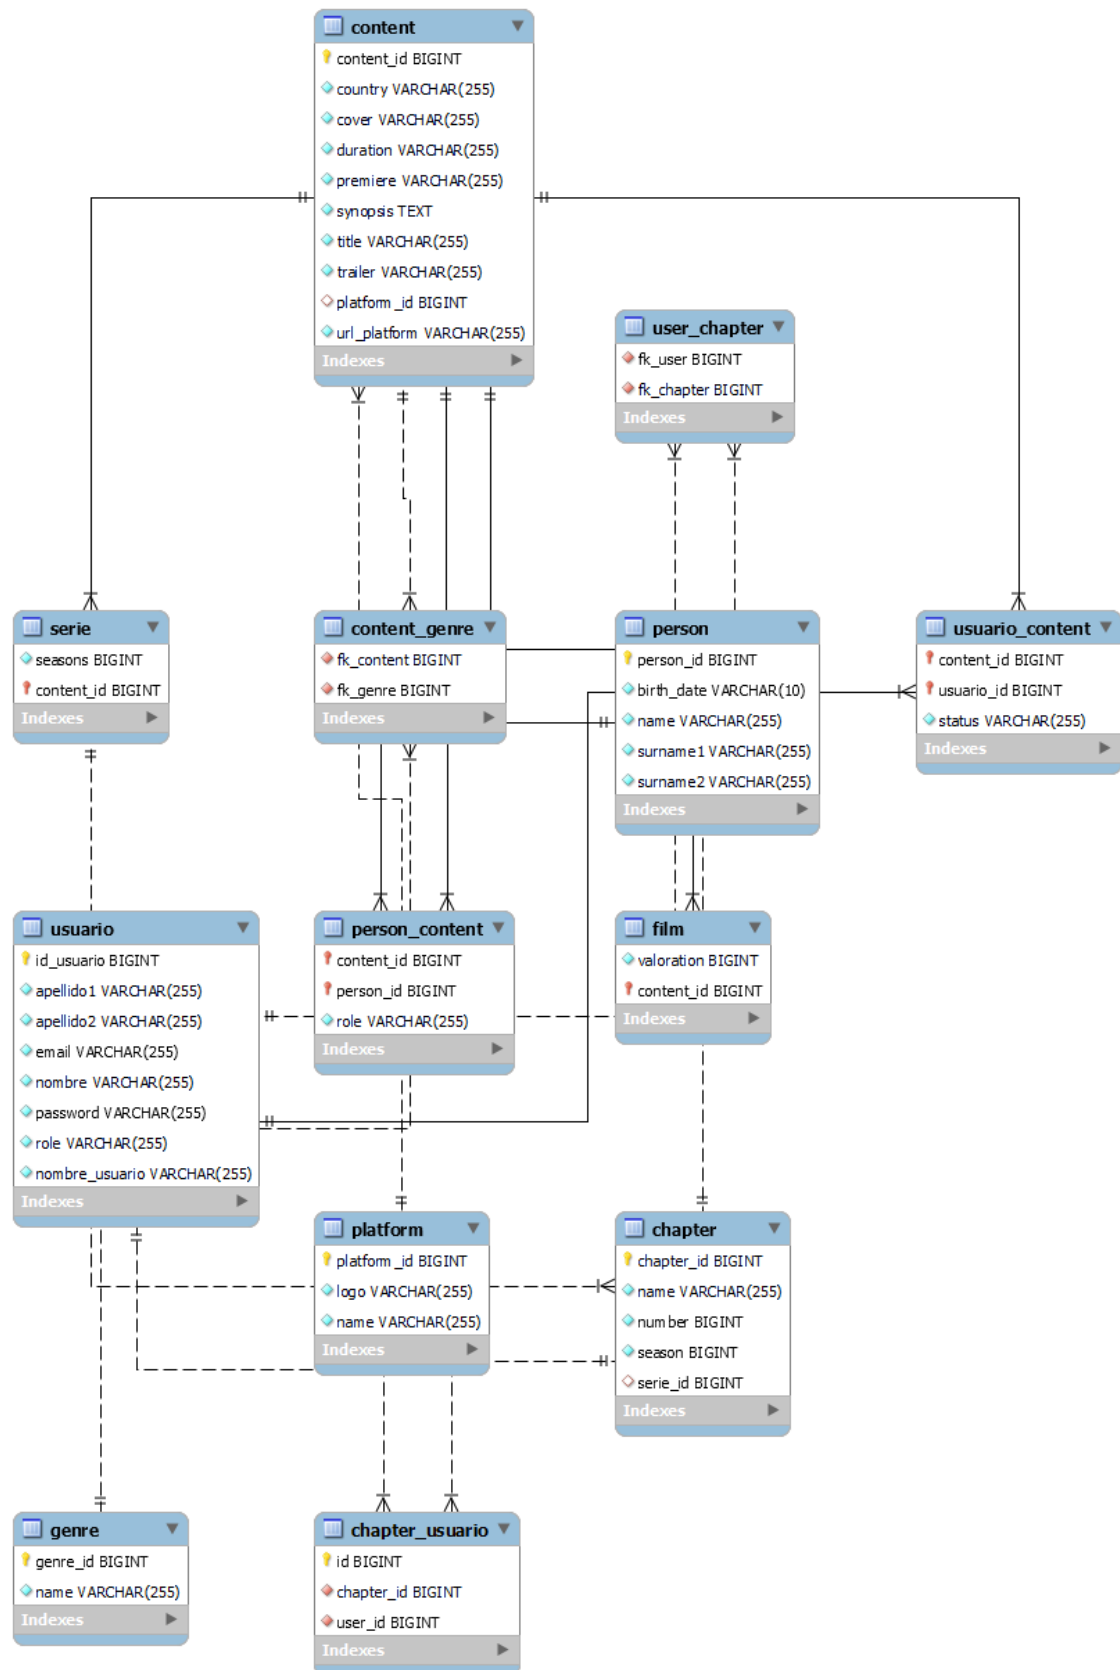 content
content_id BIGINT
country VARCHAR(255)
cover VARCHAR(255)
duration VARCHAR(255)
premiere VARCHAR(255)
synopsis TEXT
title VARCHAR(255)
trailer VARCHAR(255)
platform_id BIGINT
url_platform VARCHAR(255)
Indexes
user_chapter
fk_user BIGINT
fk_chapter BIGINT
Indexes
serie
seasons BIGINT
content_id BIGINT
Indexes
content_genre
fk_content BIGINT
fk_genre BIGINT
Indexes
person
person_id BIGINT
birth_date VARCHAR(10)
name VARCHAR(255)
surname1 VARCHAR(255)
surname2 VARCHAR(255)
Indexes
usuario_content
content_id BIGINT
usuario_id BIGINT
status VARCHAR(255)
Indexes
usuario
id_usuario BIGINT
apellido1 VARCHAR(255)
apellido2 VARCHAR(255)
email VARCHAR(255)
nombre VARCHAR(255)
password VARCHAR(255)
role VARCHAR(255)
nombre_usuario VARCHAR(255)
Indexes
person_content
content_id BIGINT
person_id BIGINT
role VARCHAR(255)
Indexes
film
valoration BIGINT
content_id BIGINT
Indexes
platform
platform_id BIGINT
logo VARCHAR(255)
name VARCHAR(255)
Indexes
chapter
chapter_id BIGINT
name VARCHAR(255)
number BIGINT
season BIGINT
serie_id BIGINT
Indexes
genre
genre_id BIGINT
name VARCHAR(255)
Indexes
chapter_usuario
id BIGINT
chapter_id BIGINT
user_id BIGINT
Indexes